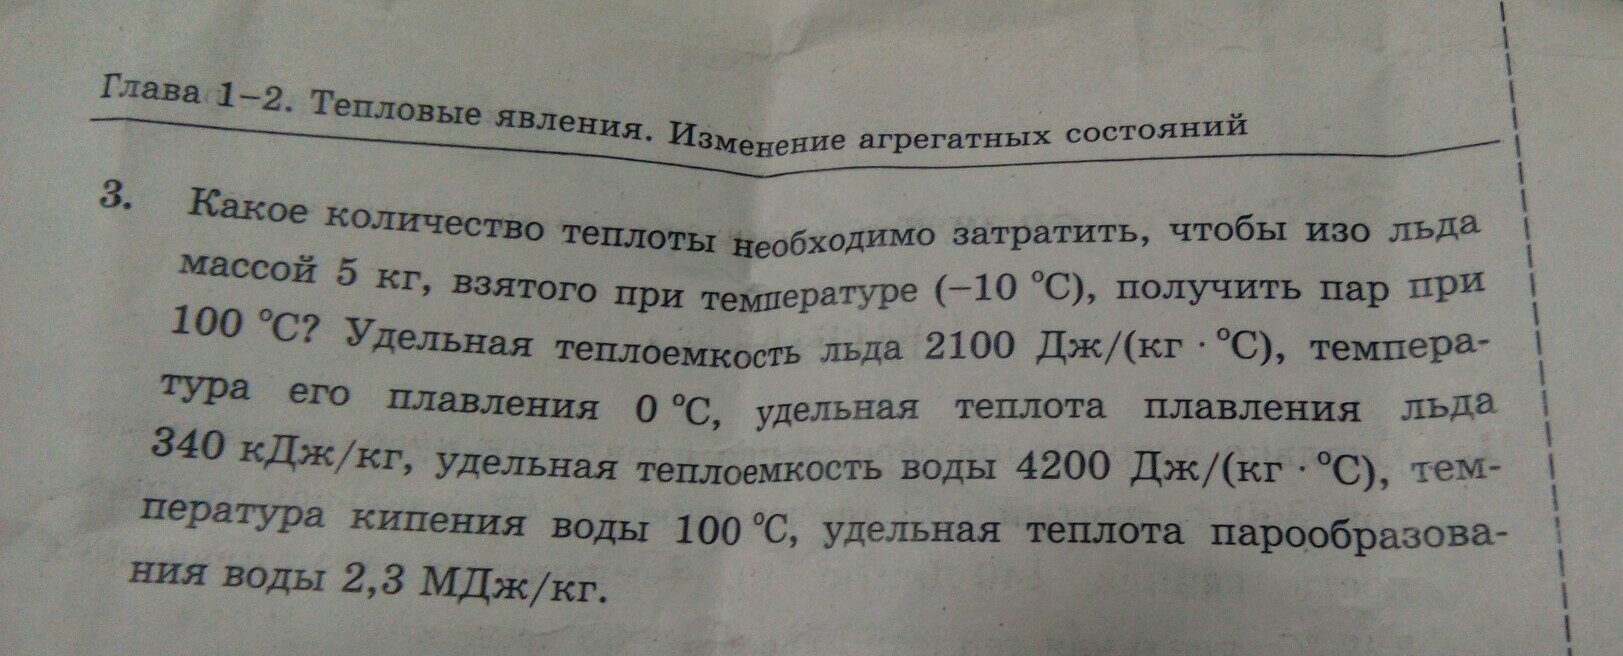 Глава 1–2. Тепловые явления. Изменение агрегатных состояний
3. Какое количество теплоты необходимо затратить, чтобы изо льда
массой 5 кг, взятого при температуре (–10 °С), получить пар при
100 °С? Удельная теплоемкость льда 2100 Дж/(кг · °С), темпера-
тура его плавления 0 °С, удельная теплота плавления льда
340 кДж/кг, удельная теплоемкость воды 4200 Дж/(кг · °С), тем-
пература кипения воды 100 °С, удельная теплота парообразова-
ния воды 2,3 МДж/кг.